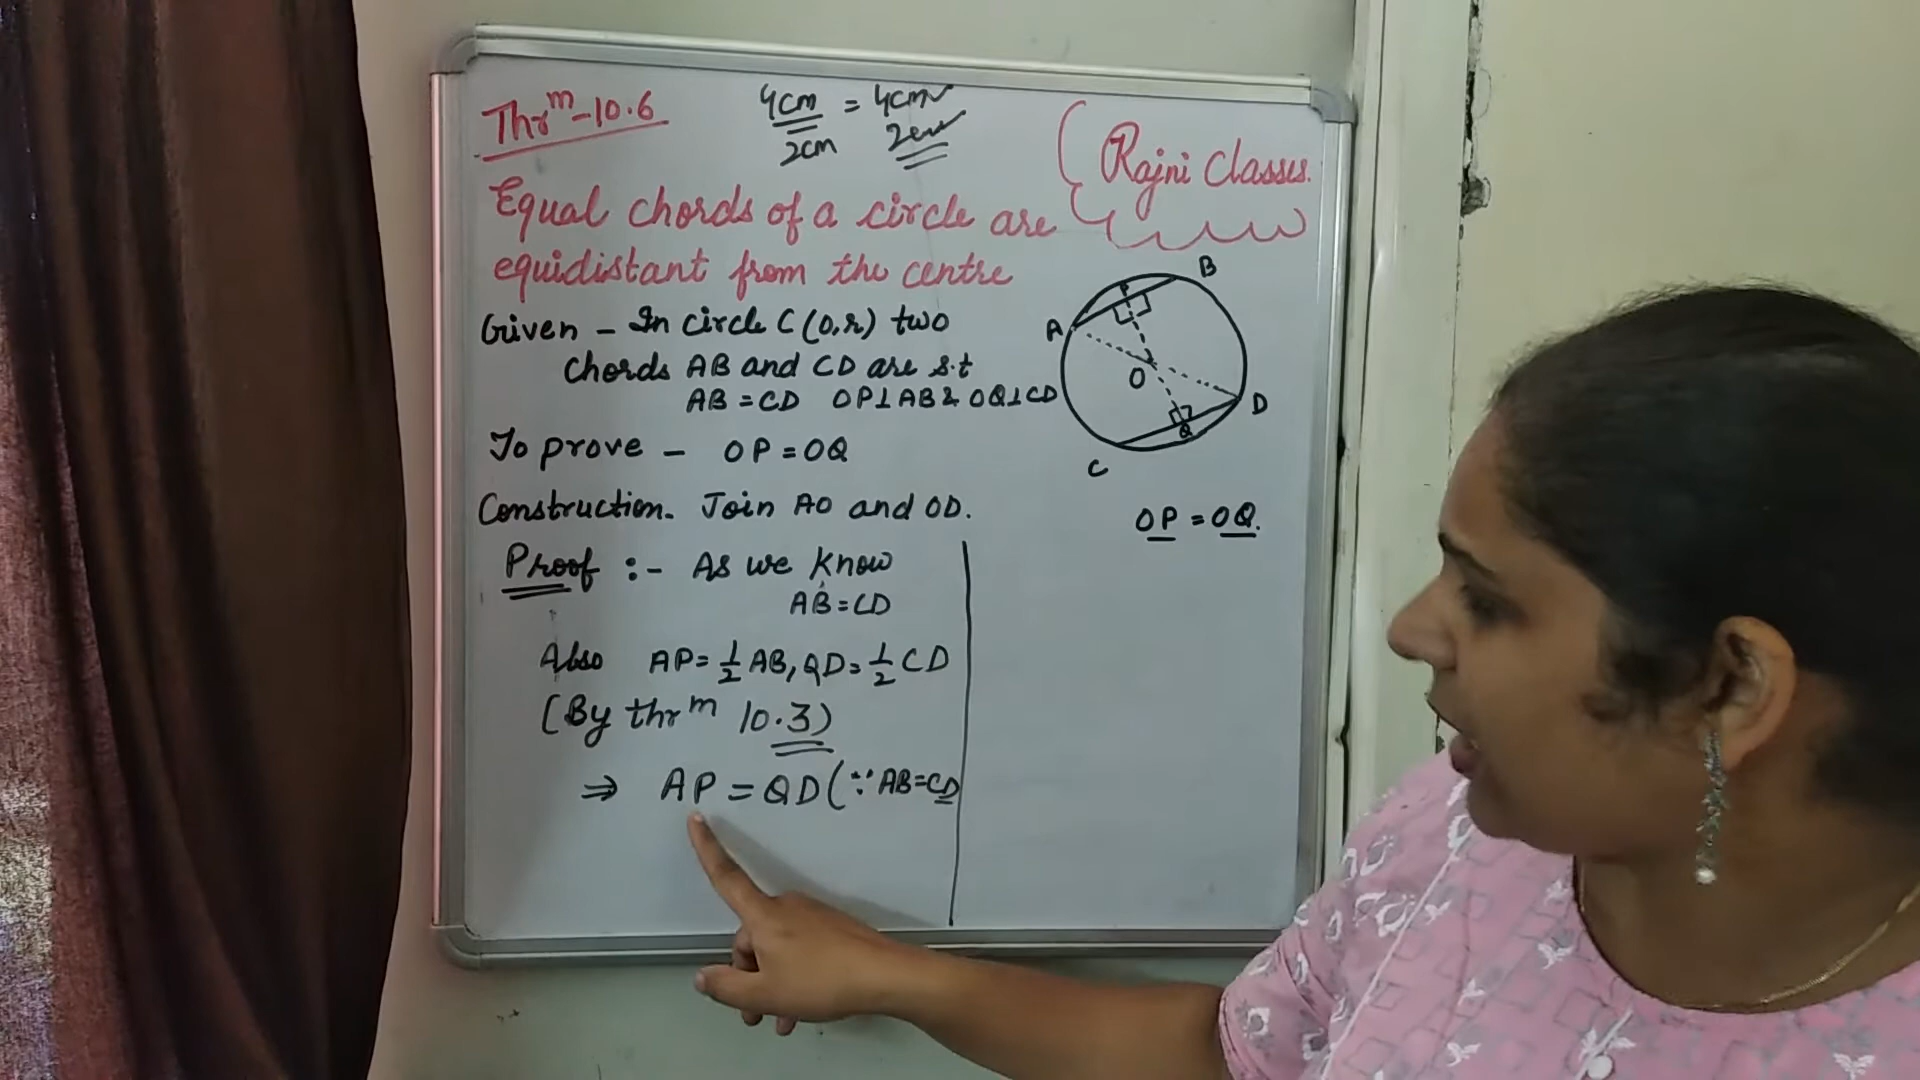 Thrᵐ-10.6
4cm = 4cm
2cm 2cm
Rajni Classes.
Equal chords of a circle are
equidistant from the centre
Given - In circle C (O,r) two
chords AB and CD are s.t
AB = CD OP⊥AB & OQ⊥CD
To prove - OP = OQ
Construction. Join AO and OD.
Proof :- As we know
AB = CD
Also AP = 1/2 AB, QD = 1/2 CD
(By thrᵐ 10.3)
⇒ AP = QD (∵ AB = CD
B
A
O
D
Q
C
OP = OQ.